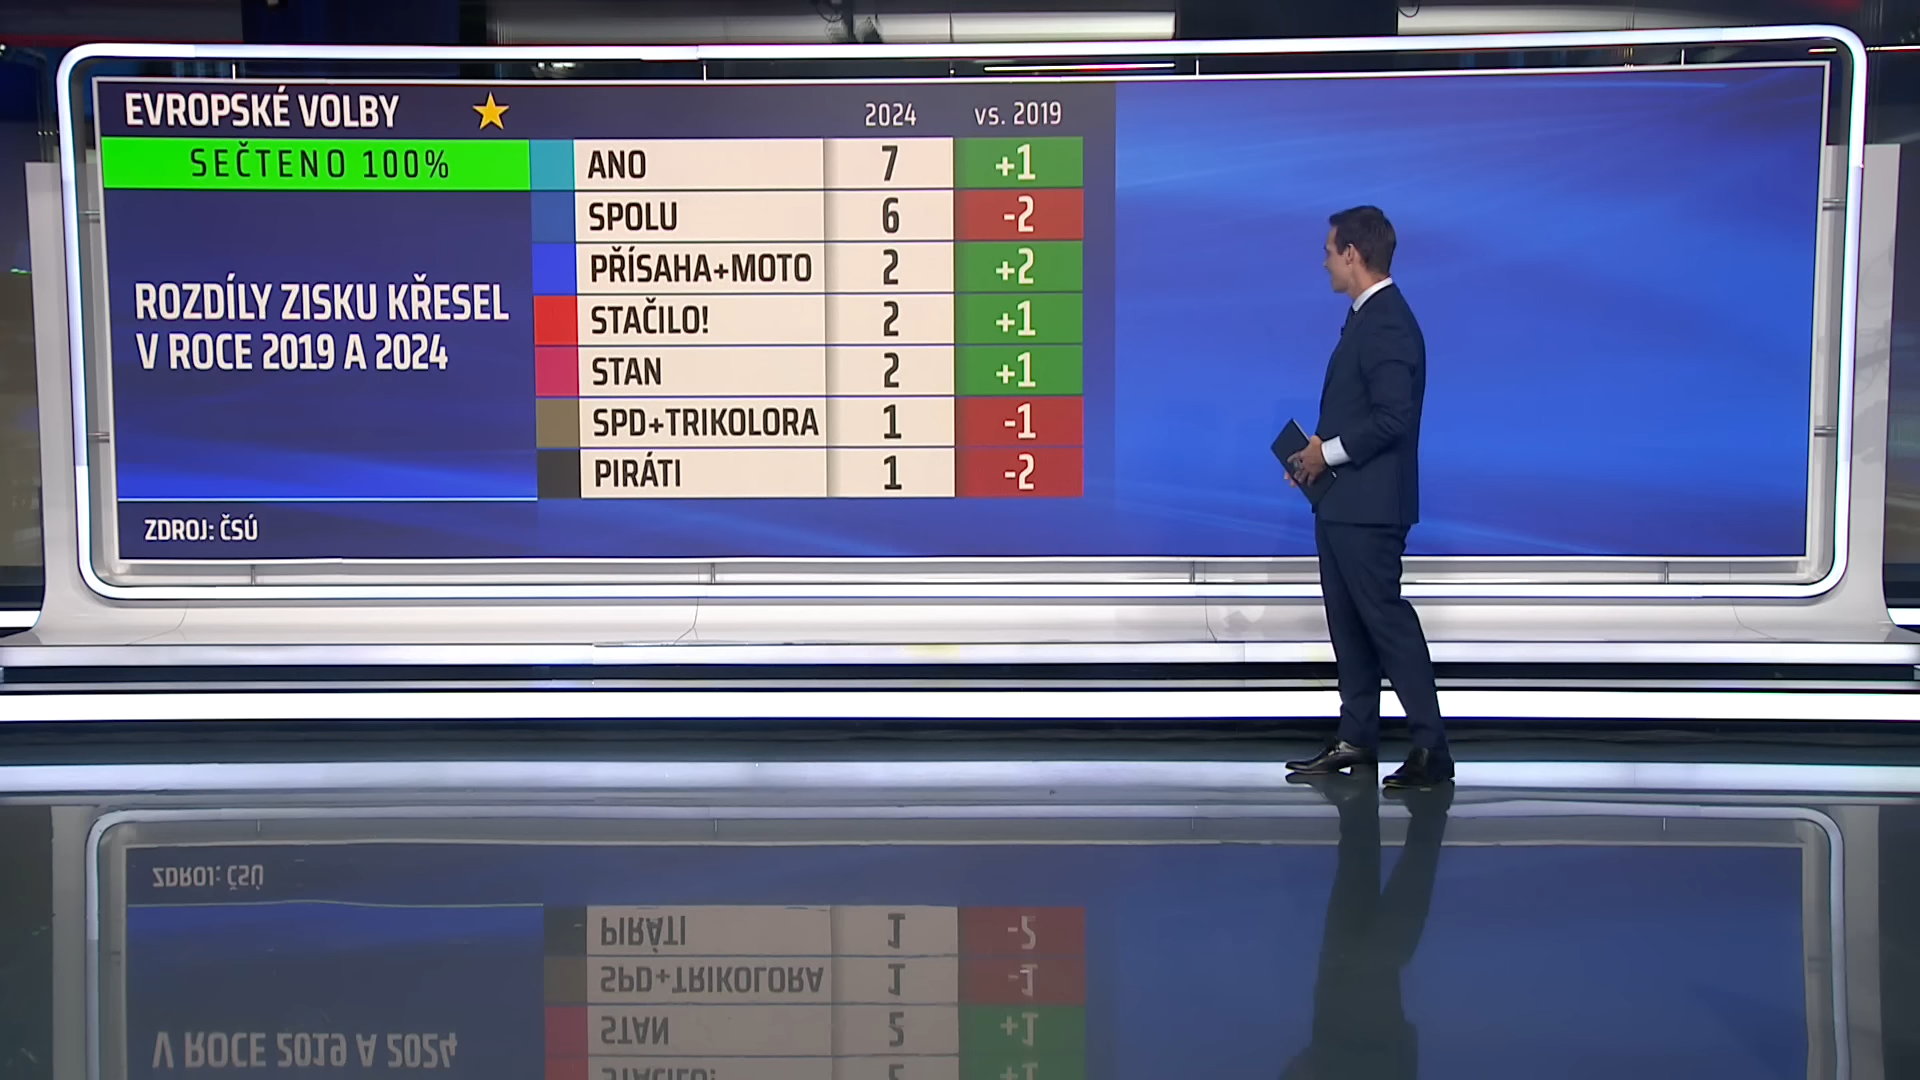 EVROPSKÉ VOLBY
2024 vs. 2019
SEČTENO 100%
ANO 7 +1
SPOLU 6 -2
PŘÍSAHA+MOTO 2 +2
STAČILO! 2 +1
STAN 2 +1
SPD+TRIKOLORA 1 -1
PIRÁTI 1 -2
ROZDÍLY ZISKU KŘESEL
V ROCE 2019 A 2024
ZDROJ: ČSÚ